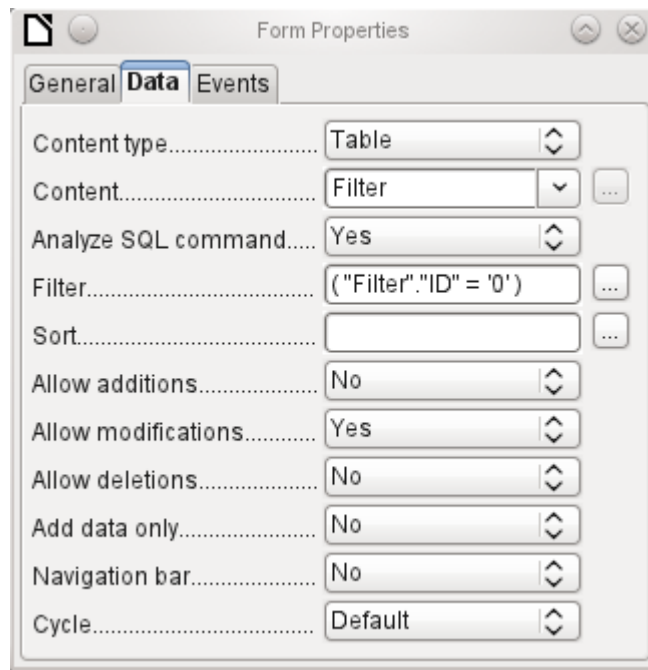 Form Properties
General Data Events
Content type........................ Table
Content................................ Filter ...
Analyze SQL command..... Yes
Filter.................................... ( "Filter"."ID" = '0' ) ...
Sort...................................... ...
Allow additions.................... No
Allow modifications............ Yes
Allow deletions................... No
Add data only...................... No
Navigation bar..................... No
Cycle.................................... Default